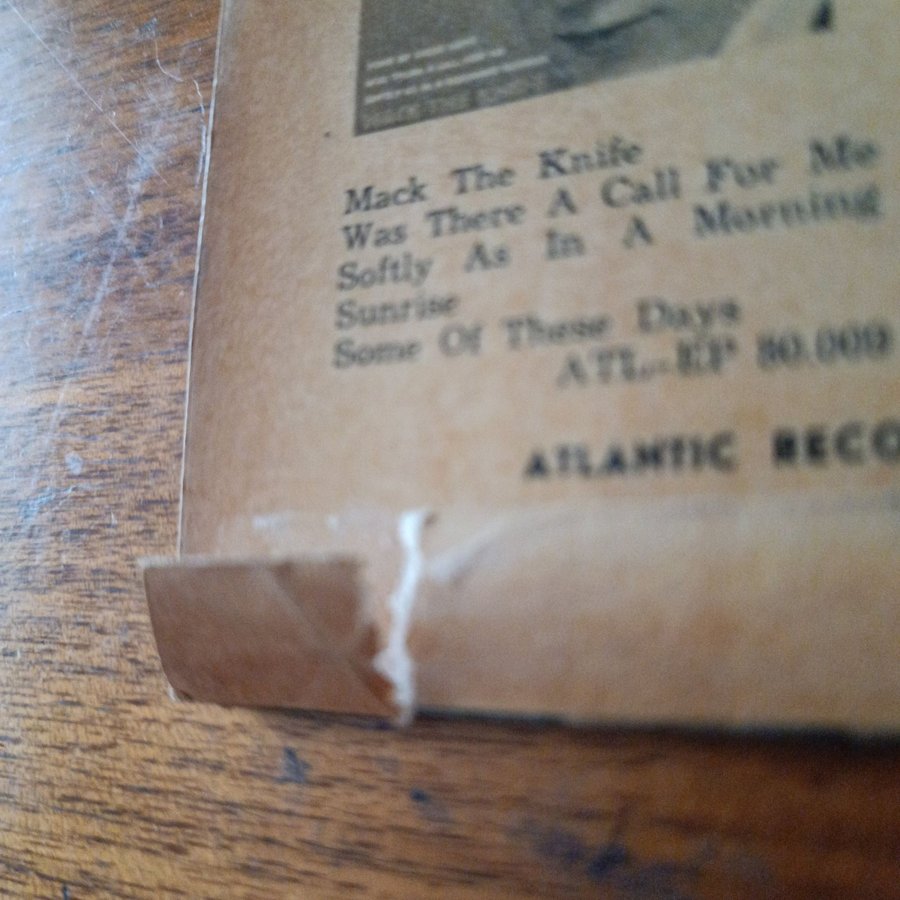 Mack The Knife
Was There A Call For Me
Softly As In A Morning
Sunrise
Some Of These Days
ATL-EP 80.009
ATLANTIC RECO